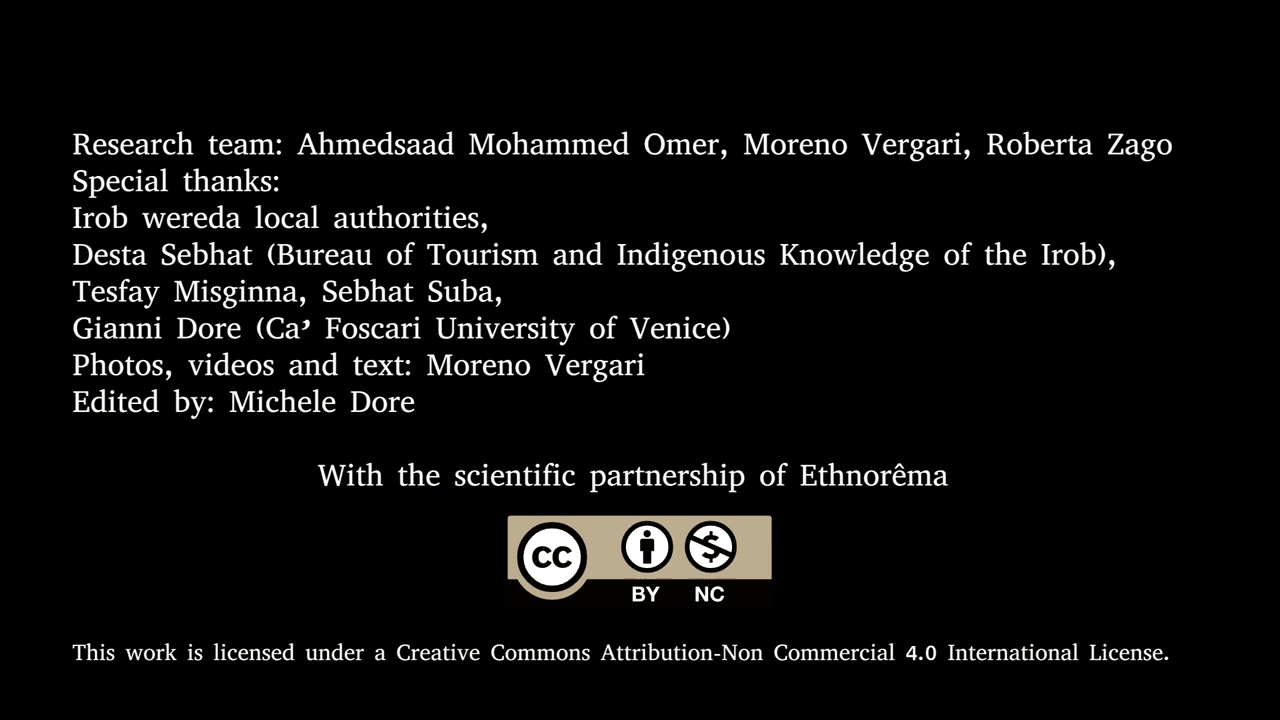 Research team: Ahmedsaad Mohammed Omer, Moreno Vergari, Roberta Zago
Special thanks:
Irob wereda local authorities,
Desta Sebhat (Bureau of Tourism and Indigenous Knowledge of the Irob),
Tesfay Misginna, Sebhat Suba,
Gianni Dore (Ca’ Foscari University of Venice)
Photos, videos and text: Moreno Vergari
Edited by: Michele Dore
With the scientific partnership of Ethnorêma
CC BY NC
This work is licensed under a Creative Commons Attribution-Non Commercial 4.0 International License.